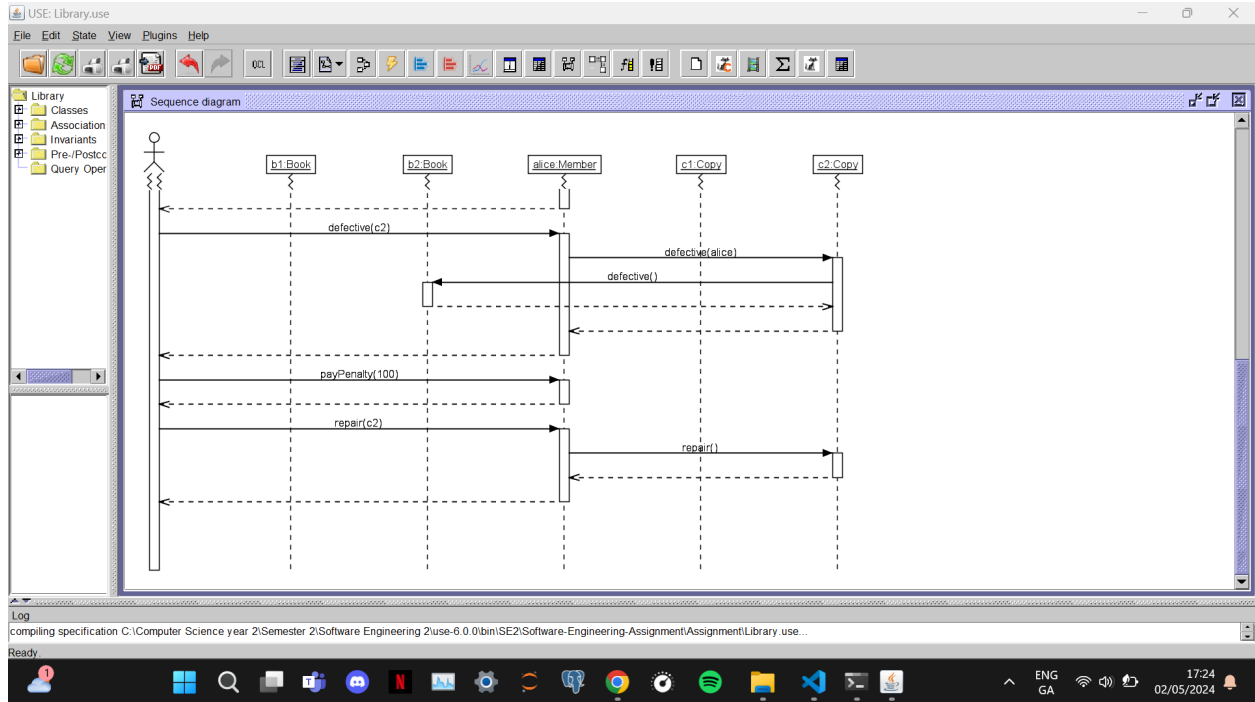 USE: Library.use
File Edit State View Plugins Help
PDF OCL
Library
Classes
Association
Invariants
Pre-/Postcc
Query Oper
Sequence diagram
b1:Book b2:Book alice:Member c1:Copy c2:Copy
defective(c2)
defective(alice)
defective()
payPenalty(100)
repair(c2)
repair()
Log
compiling specification C:\Computer Science year 2\Semester 2\Software Engineering 2\use-6.0.0\bin\SE2\Software-Engineering-Assignment\Assignment\Library.use...
Ready.
1
N
ENG
GA
17:24
02/05/2024